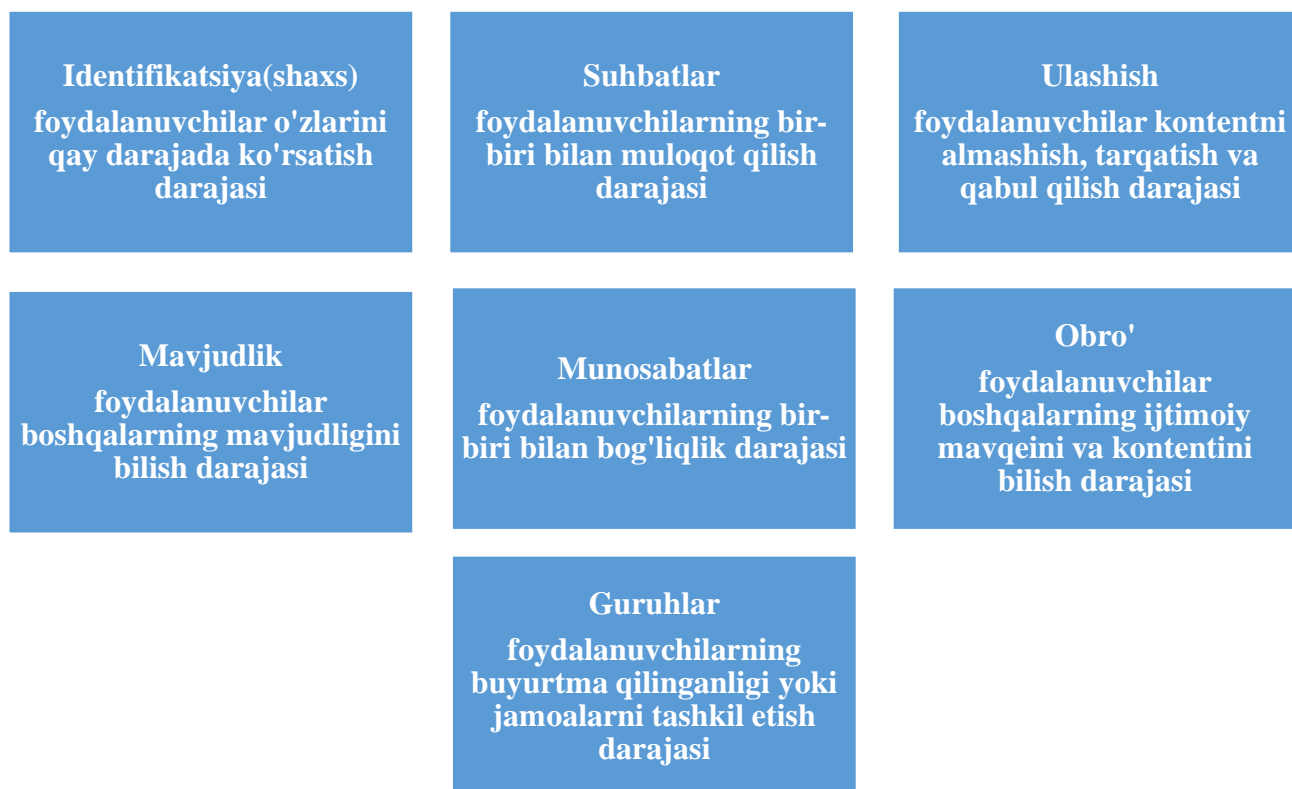 Identifikatsiya(shaxs)
foydalanuvchilar o'zlarini
qay darajada ko'rsatish
darajasi
Suhbatlar
foydalanuvchilarning bir-
biri bilan muloqot qilish
darajasi
Ulashish
foydalanuvchilar kontentni
almashish, tarqatish va
qabul qilish darajasi
Mavjudlik
foydalanuvchilar
boshqalarning mavjudligini
bilish darajasi
Munosabatlar
foydalanuvchilarning bir-
biri bilan bog'liqlik darajasi
Obro'
foydalanuvchilar
boshqalarning ijtimoiy
mavqeini va kontentini
bilish darajasi
Guruhlar
foydalanuvchilarning
buyurtma qilinganligi yoki
jamoalarni tashkil etish
darajasi